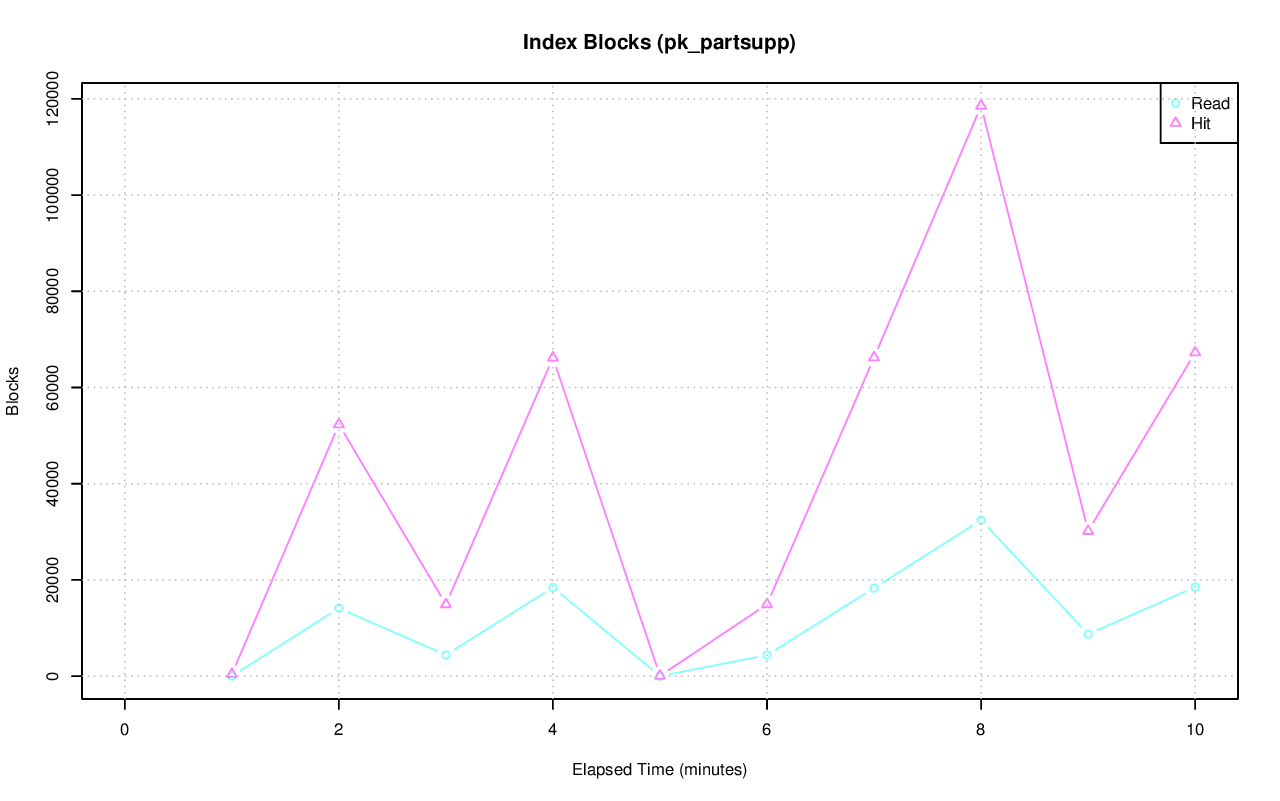 Index Blocks (pk_partsupp)
Read
Hit
120000
100000
80000
60000
40000
20000
0
Blocks
0 2 4 6 8 10
Elapsed Time (minutes)